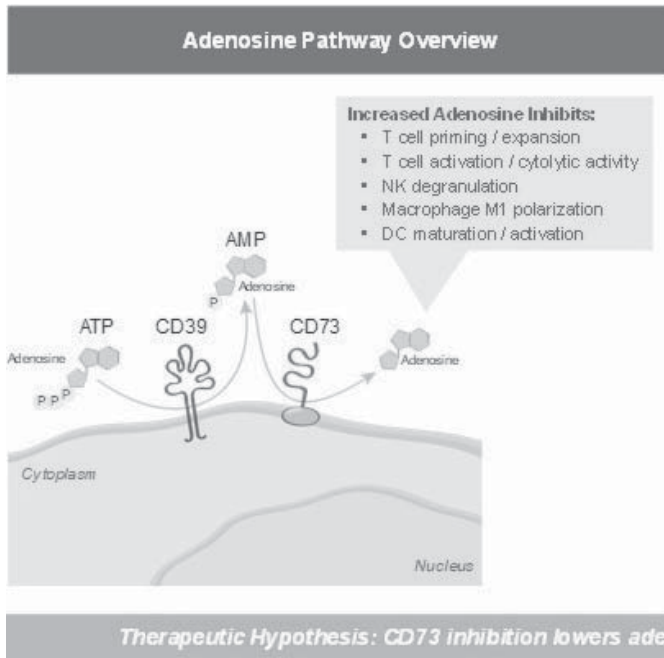 Adenosine Pathway Overview
Increased Adenosine Inhibits:
▪ T cell priming / expansion
▪ T cell activation / cytolytic activity
▪ NK degranulation
▪ Macrophage M1 polarization
▪ DC maturation / activation
AMP
P
Adenosine
ATP
CD39
CD73
Adenosine
Adenosine
P P P
Cytoplasm
Nucleus
Therapeutic Hypothesis: CD73 inhibition lowers ade